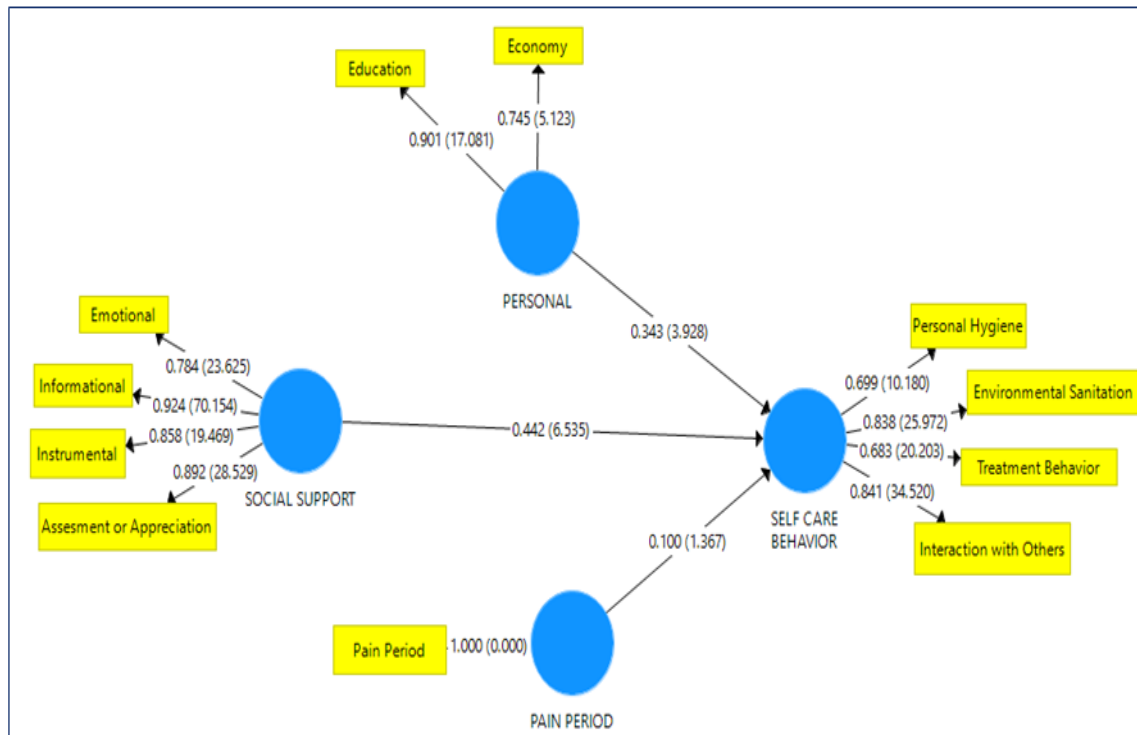 Economy
Education
0.745 (5.123)
0.901 (17.081)
PERSONAL
Emotional
0.784 (23.625)
Informational
0.924 (70.154)
0.858 (19.469)
Instrumental
0.892 (28.529)
Assesment or Appreciation
SOCIAL SUPPORT
0.343 (3.928)
0.442 (6.535)
Personal Hygiene
0.699 (10.180)
Environmental Sanitation
0.838 (25.972)
0.683 (20.203)
Treatment Behavior
0.841 (34.520)
Interaction with Others
SELF CARE
BEHAVIOR
0.100 (1.367)
Pain Period
1.000 (0.000)
PAIN PERIOD